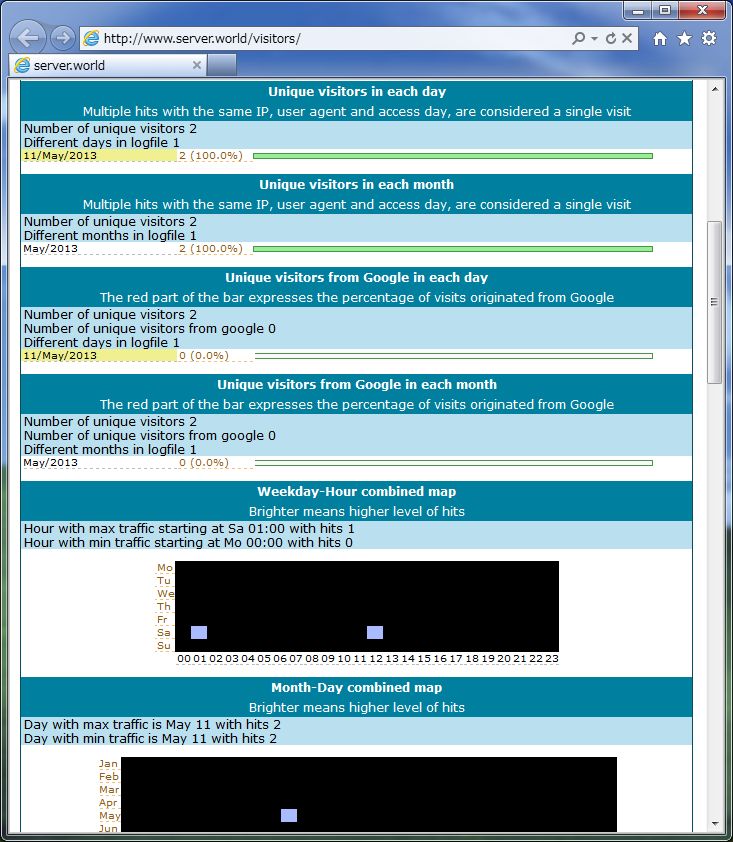 http://www.server.world/visitors/
server.world
Unique visitors in each day
Multiple hits with the same IP, user agent and access day, are considered a single visit
Number of unique visitors 2
Different days in logfile 1
11/May/2013 2 (100.0%)
Unique visitors in each month
Multiple hits with the same IP, user agent and access day, are considered a single visit
Number of unique visitors 2
Different months in logfile 1
May/2013 2 (100.0%)
Unique visitors from Google in each day
The red part of the bar expresses the percentage of visits originated from Google
Number of unique visitors 2
Number of unique visitors from google 0
Different days in logfile 1
11/May/2013 0 (0.0%)
Unique visitors from Google in each month
The red part of the bar expresses the percentage of visits originated from Google
Number of unique visitors 2
Number of unique visitors from google 0
Different months in logfile 1
May/2013 0 (0.0%)
Weekday-Hour combined map
Brighter means higher level of hits
Hour with max traffic starting at Sa 01:00 with hits 1
Hour with min traffic starting at Mo 00:00 with hits 0
Mo
Tu
We
Th
Fr
Sa
Su
00 01 02 03 04 05 06 07 08 09 10 11 12 13 14 15 16 17 18 19 20 21 22 23
Month-Day combined map
Brighter means higher level of hits
Day with max traffic is May 11 with hits 2
Day with min traffic is May 11 with hits 2
Jan
Feb
Mar
Apr
May
Jun